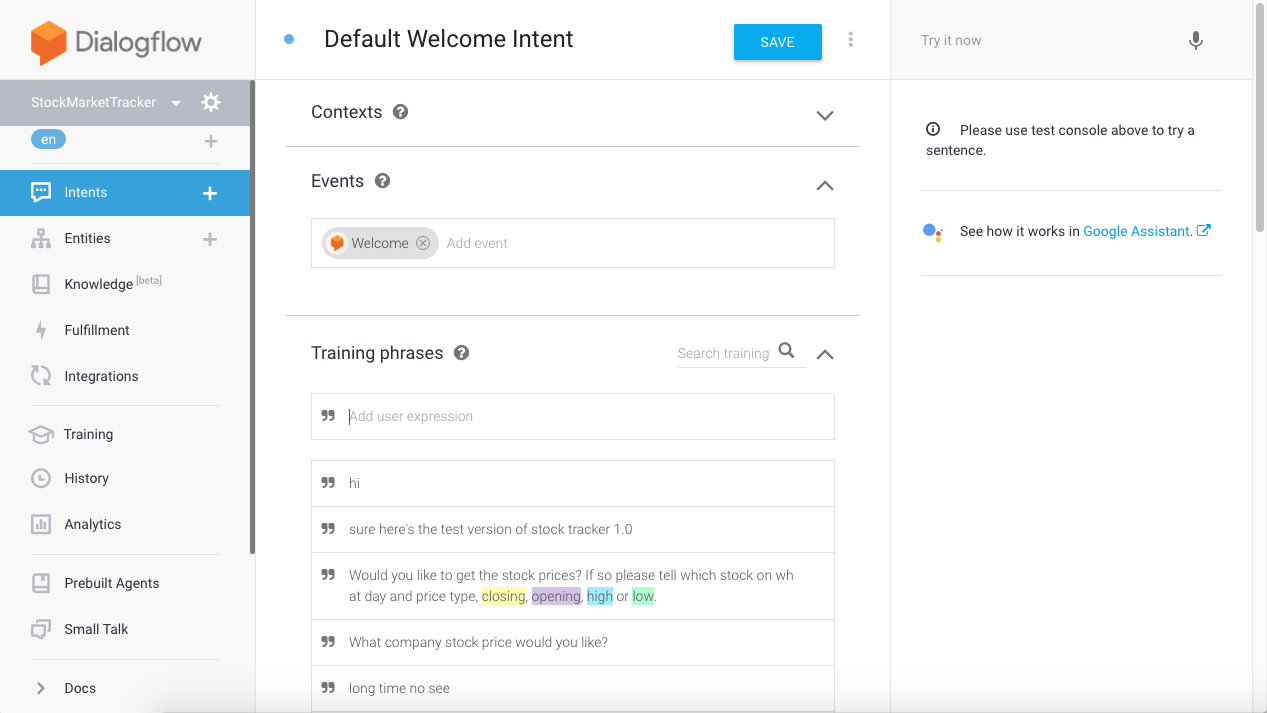 Dialogflow
StockMarketTracker
en
Intents
Entities
Knowledge [beta]
Fulfillment
Integrations
Training
History
Analytics
Prebuilt Agents
Small Talk
Docs
Default Welcome Intent
SAVE
Contexts ?
Events ?
Welcome Add event
Training phrases ? Search training
Add user expression
hi
sure here's the test version of stock tracker 1.0
Would you like to get the stock prices? If so please tell which stock on wh
at day and price type, closing, opening, high or low.
What company stock price would you like?
long time no see
Try it now
Please use test console above to try a
sentence.
See how it works in Google Assistant.